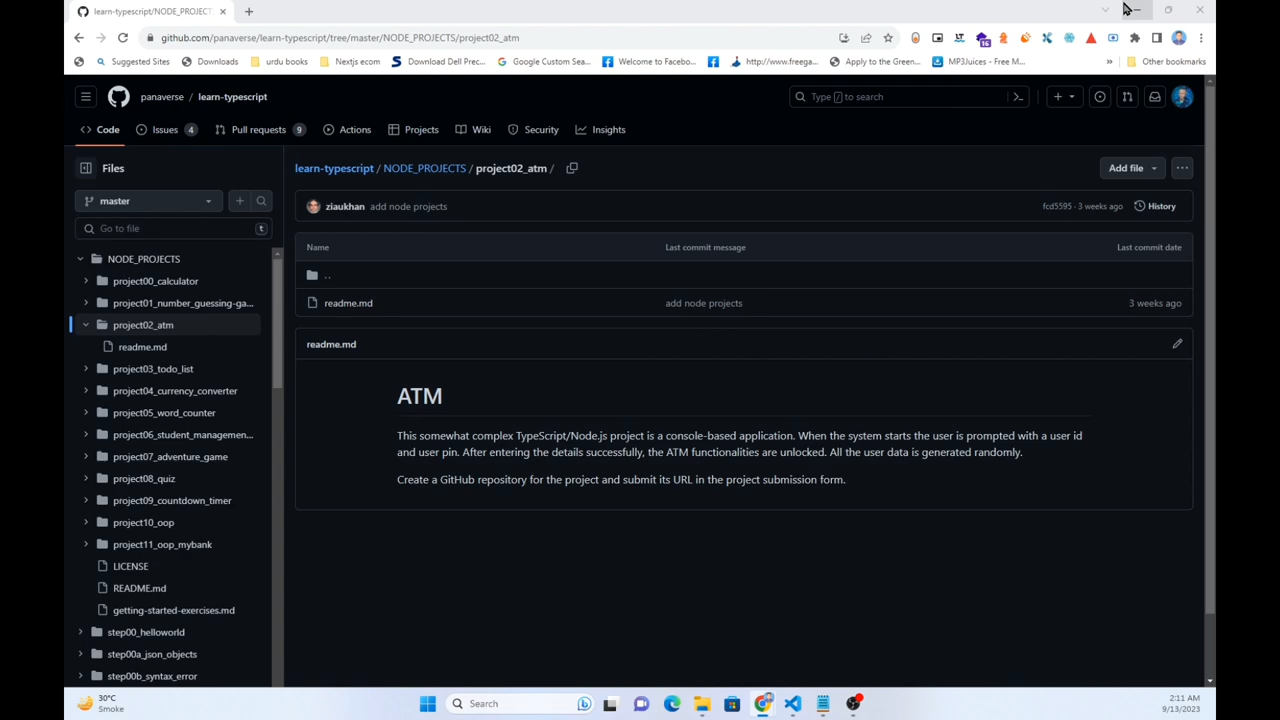 learn-typescript/NODE_PROJECTS
github.com/panaverse/learn-typescript/tree/master/NODE_PROJECTS/project02_atm
Suggested Sites
Downloads
urdu books
Nextjs ecom
Download Dell Prec...
Google Custom Sea...
Welcome to Facebo...
http://www.freega...
Apply to the Green...
MP3Juices - Free M...
»
Other bookmarks
16
panaverse / learn-typescript
Type / to search
Code
Issues 4
Pull requests 9
Actions
Projects
Wiki
Security
Insights
Files
master
Go to file
t
NODE_PROJECTS
project00_calculator
project01_number_guessing-ga...
project02_atm
readme.md
project03_todo_list
project04_currency_converter
project05_word_counter
project06_student_managemen...
project07_adventure_game
project08_quiz
project09_countdown_timer
project10_oop
project11_oop_mybank
LICENSE
README.md
getting-started-exercises.md
step00_helloworld
step00a_json_objects
step00b_syntax_error
learn-typescript / NODE_PROJECTS / project02_atm /
Add file
ziaukhan add node projects
fcd5595 · 3 weeks ago
History
Name
Last commit message
Last commit date
..
readme.md
add node projects
3 weeks ago
readme.md
ATM
This somewhat complex TypeScript/Node.js project is a console-based application. When the system starts the user is prompted with a user id
and user pin. After entering the details successfully, the ATM functionalities are unlocked. All the user data is generated randomly.
Create a GitHub repository for the project and submit its URL in the project submission form.
30°C
Smoke
Search
2:11 AM
9/13/2023